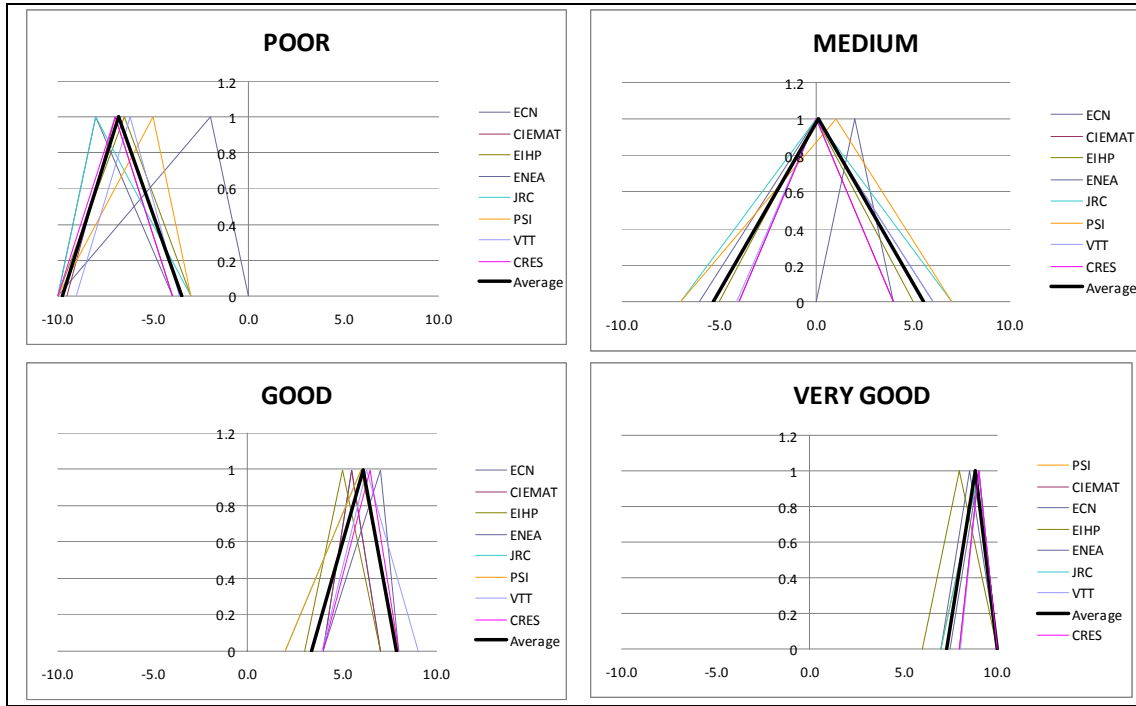 POOR
1.2
1
0.8
0.6
0.4
0.2
0
-10.0 -5.0 0.0 5.0 10.0
ECN
CIEMAT
EIHP
ENEA
JRC
PSI
VTT
CRES
Average
MEDIUM
1.2
1
0.8
0.6
0.4
0.2
0
-10.0 -5.0 0.0 5.0 10.0
ECN
CIEMAT
EIHP
ENEA
JRC
PSI
VTT
CRES
Average
GOOD
1.2
1
0.8
0.6
0.4
0.2
0
-10.0 -5.0 0.0 5.0 10.0
ECN
CIEMAT
EIHP
ENEA
JRC
PSI
VTT
CRES
Average
VERY GOOD
1.2
1
0.8
0.6
0.4
0.2
0
-10.0 -5.0 0.0 5.0 10.0
PSI
CIEMAT
ECN
EIHP
ENEA
JRC
VTT
Average
CRES